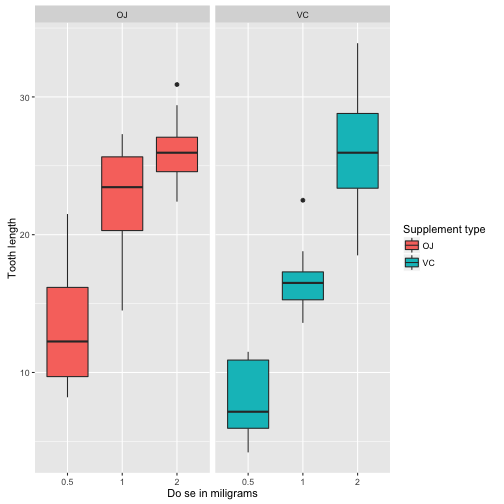 OJ VC
Tooth length
30
20
10
0.5 1 2 0.5 1 2
Do se in miligrams
Supplement type
OJ
VC